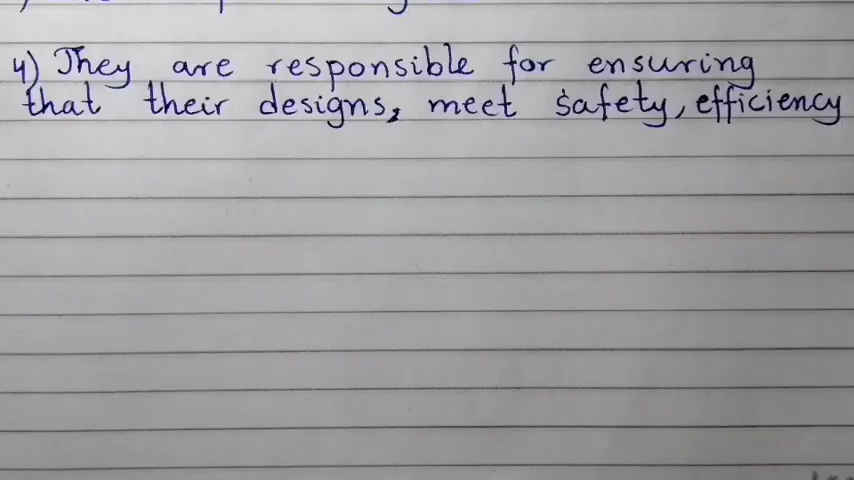 4) They are responsible for ensuring
that their designs, meet safety, efficiency